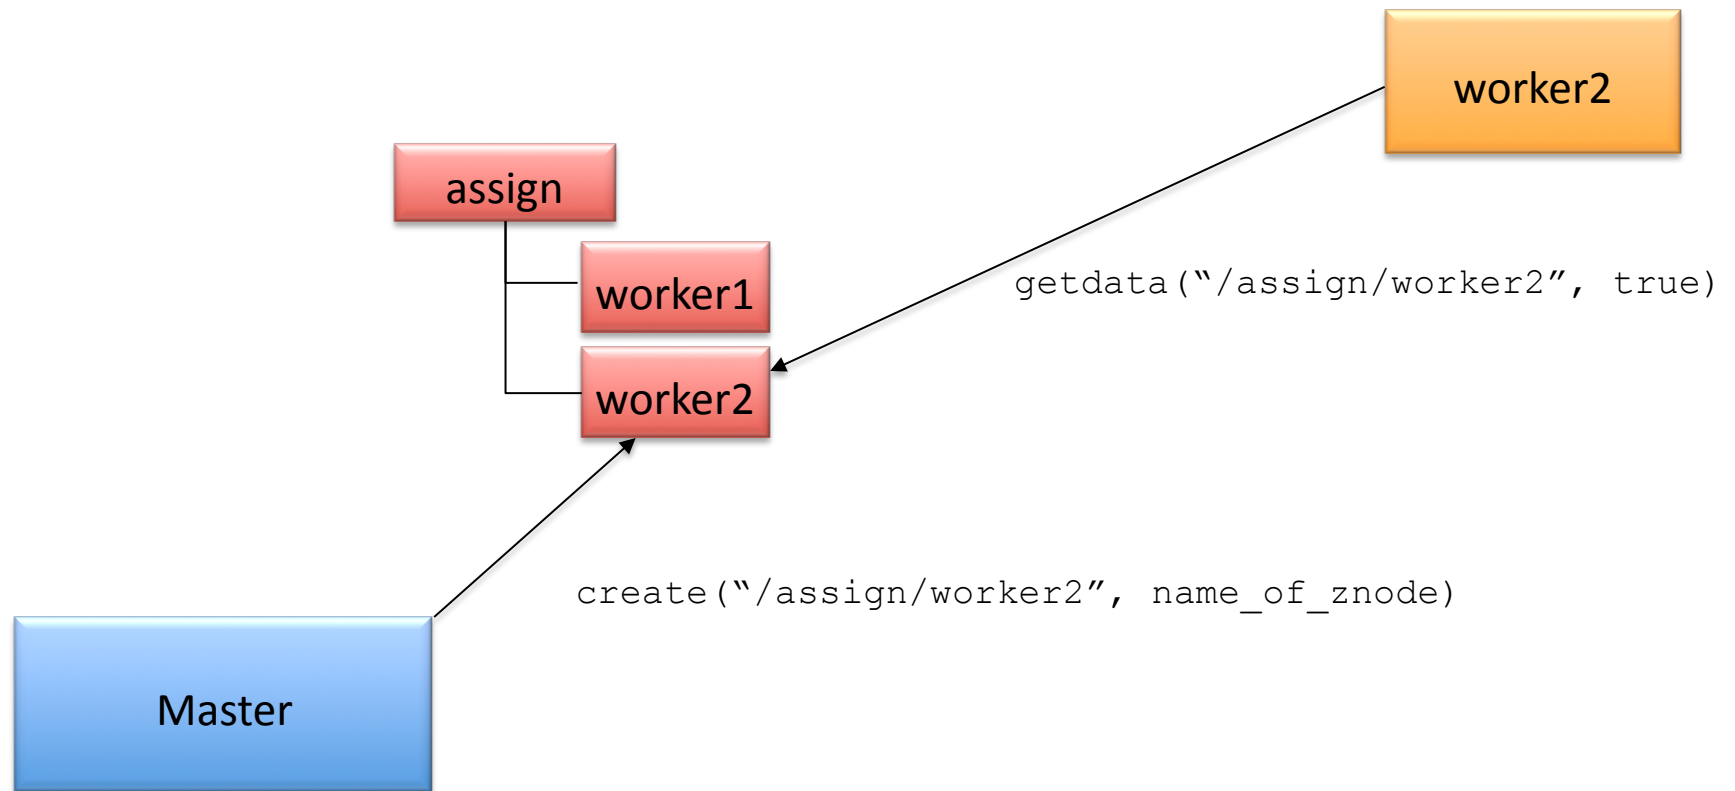 worker2
assign
worker1
getdata(“/assign/worker2”, true)
worker2
create(“/assign/worker2”, name_of_znode)
Master